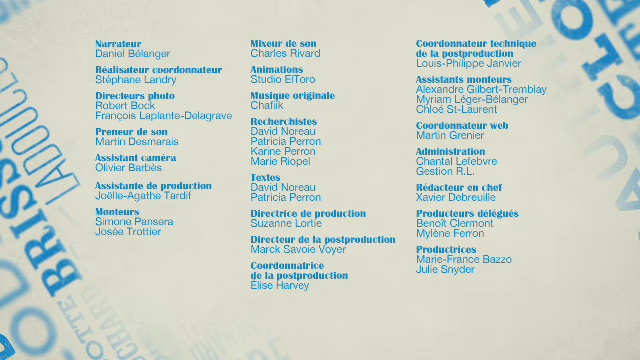 Narrateur
Daniel Bélanger
Réalisateur coordonnateur
Stéphane Landry
Directeurs photo
Robert Bock
François Laplante-Delagrave
Preneur de son
Martin Desmarais
Assistant caméra
Olivier Barbès
Assistante de production
Joëlle-Agathe Tardif
Monteurs
Simone Pansera
Josée Trottier
Mixeur de son
Charles Rivard
Animations
Studio ElToro
Musique originale
Chafiik
Recherchistes
David Noreau
Patricia Perron
Karine Perron
Marie Riopel
Textes
David Noreau
Patricia Perron
Directrice de production
Suzanne Lortie
Directeur de la postproduction
Marck Savoie Voyer
Coordonnatrice
de la postproduction
Élise Harvey
Coordonnateur technique
de la postproduction
Louis-Philippe Janvier
Assistants monteurs
Alexandre Gilbert-Tremblay
Myriam Léger-Bélanger
Chloé St-Laurent
Coordonnateur web
Martin Grenier
Administration
Chantal Lefebvre
Gestion R.L.
Rédacteur en chef
Xavier Debreuille
Producteurs délégués
Benoît Clermont
Mylène Ferron
Productrices
Marie-France Bazzo
Julie Snyder